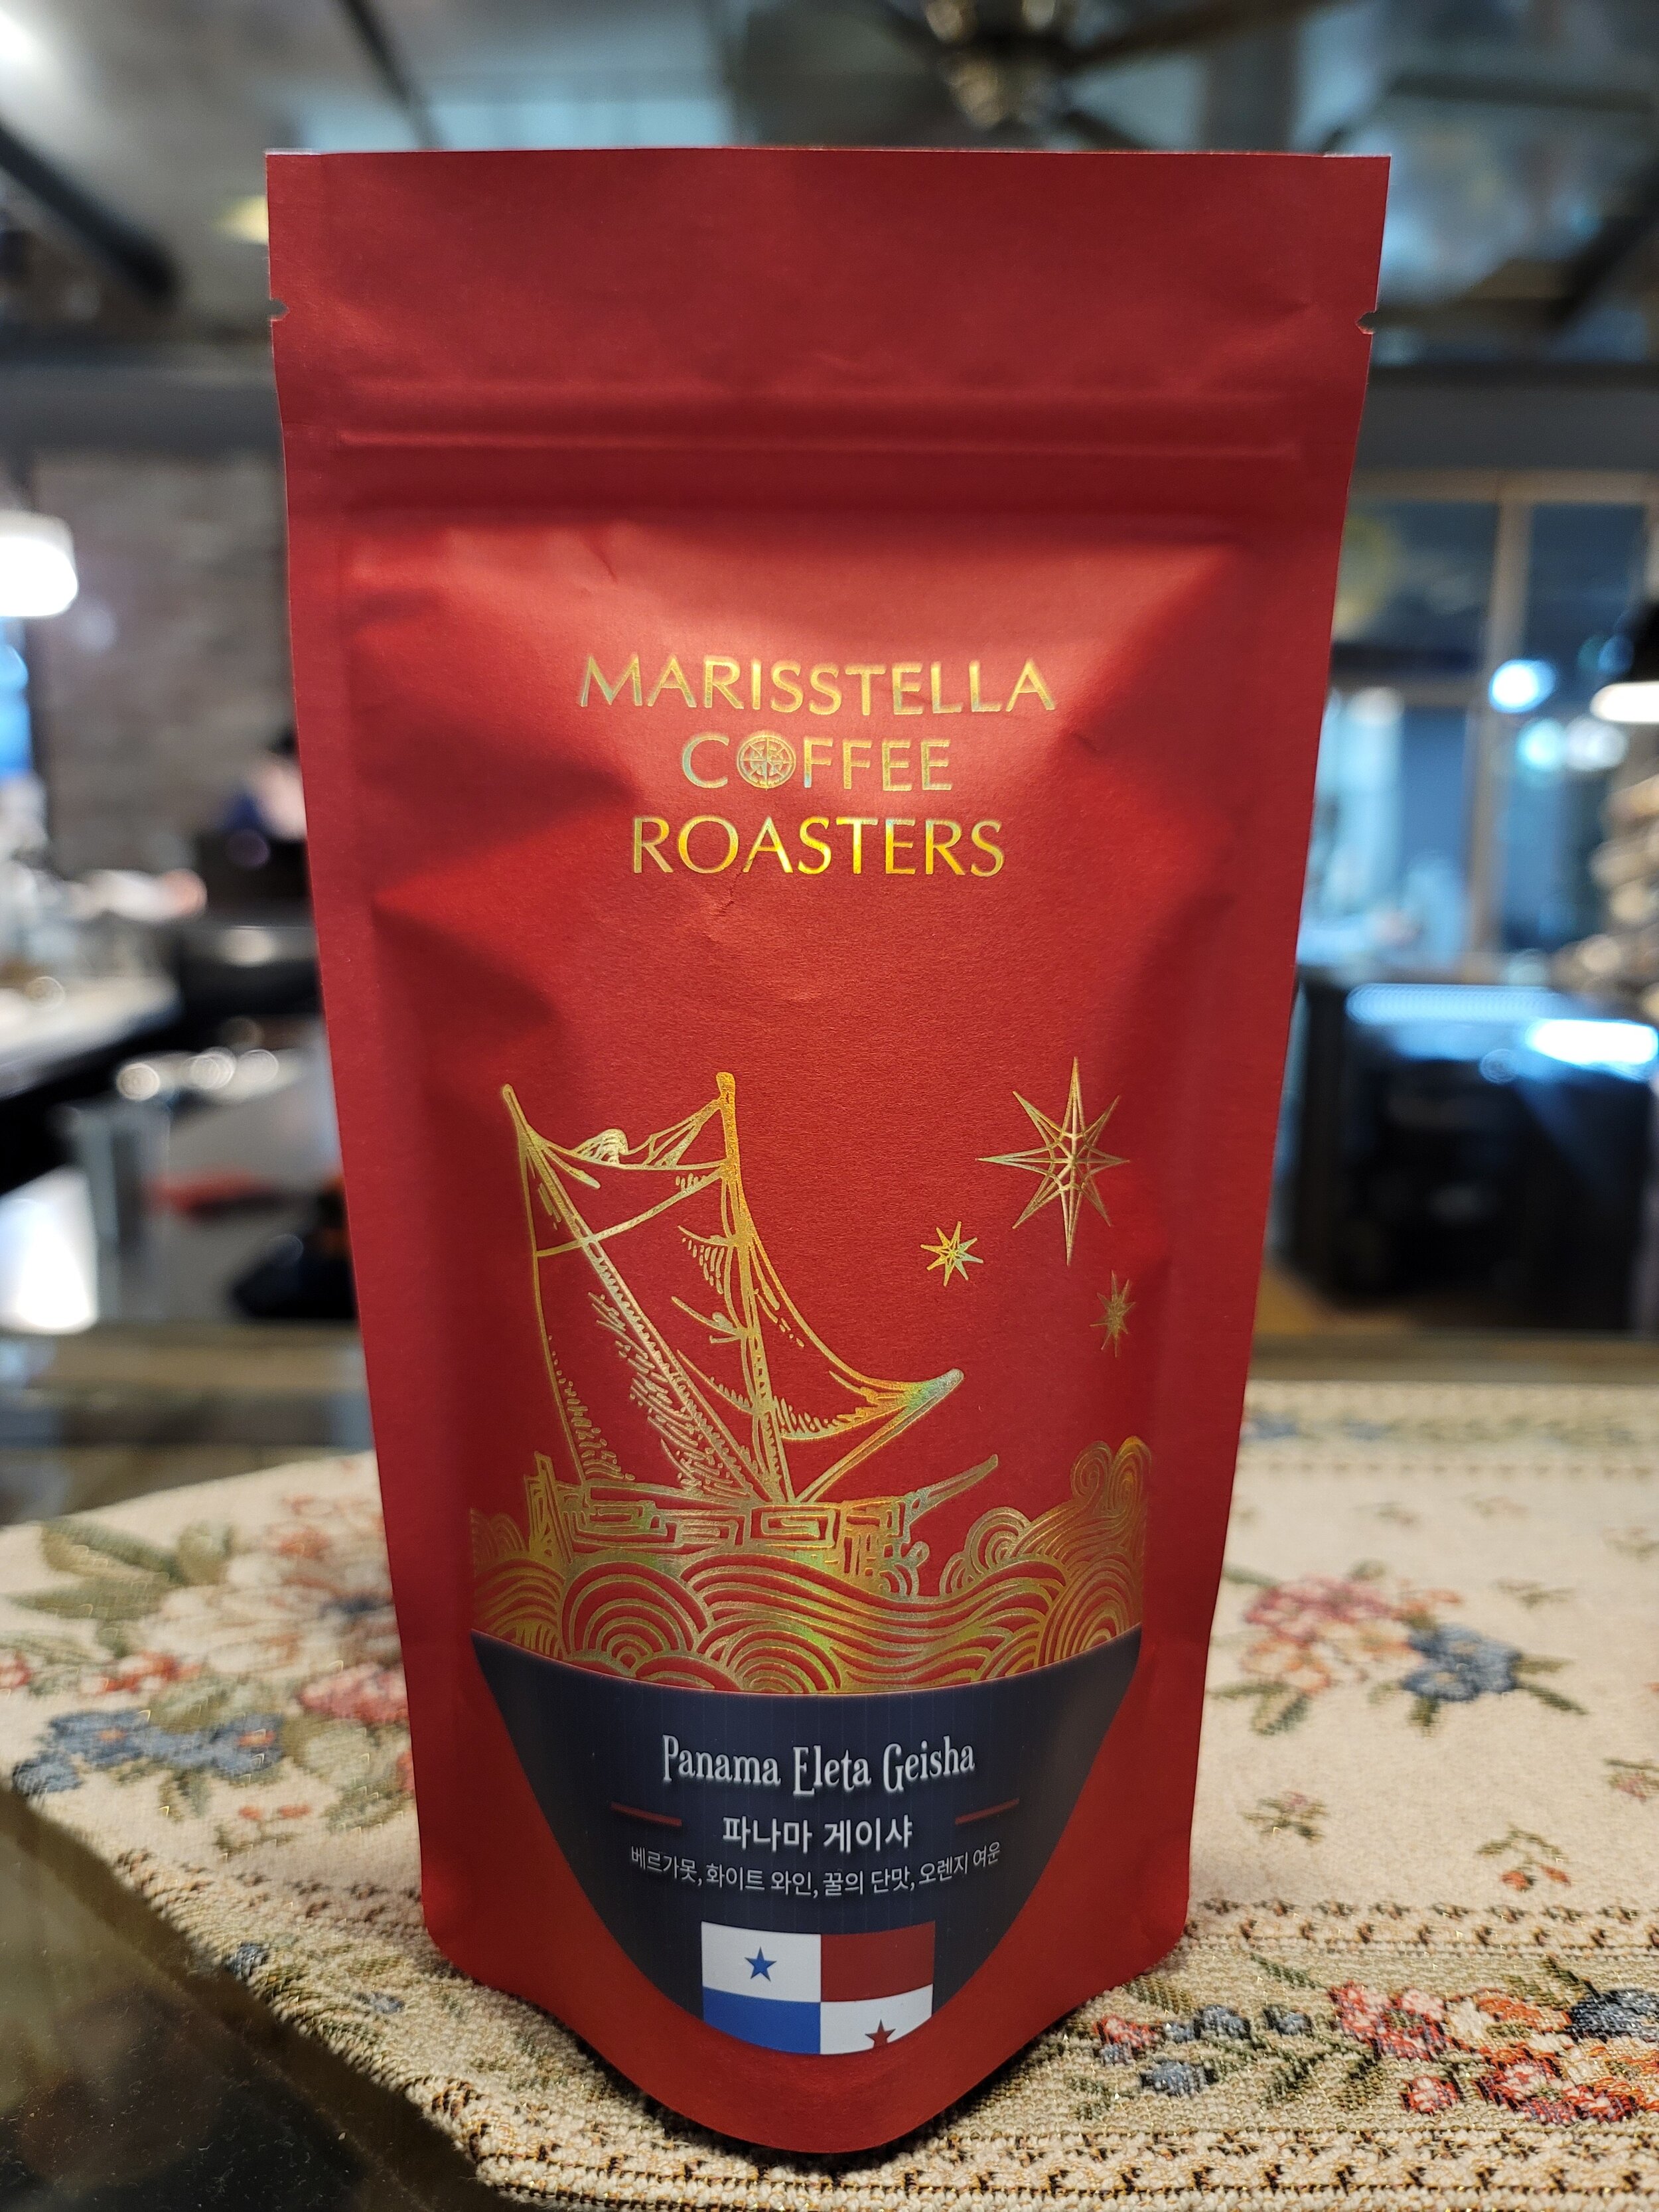 MARISSTELLA
COFFEE
ROASTERS
Panama Eleta Geisha
파나마 게이샤
베르가못, 화이트 와인, 꿀의 단맛, 오렌지 여운